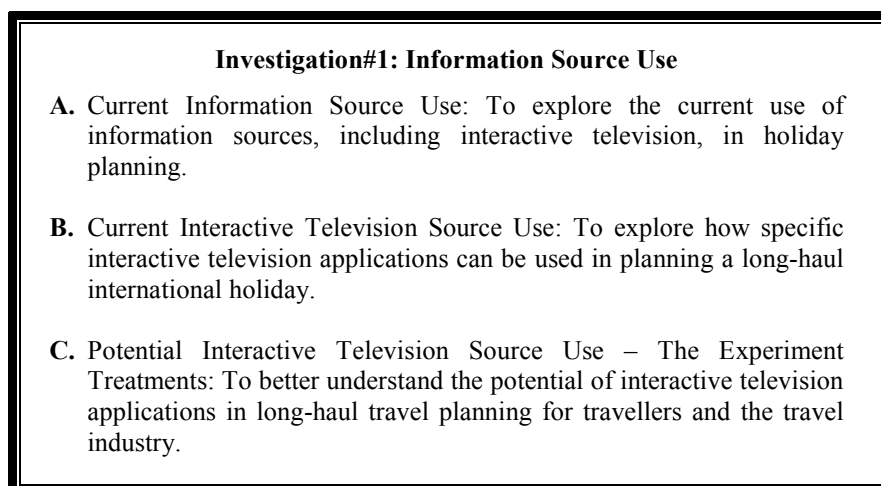 Investigation#1: Information Source Use
A. Current Information Source Use: To explore the current use of
information sources, including interactive television, in holiday
planning.
B. Current Interactive Television Source Use: To explore how specific
interactive television applications can be used in planning a long-haul
international holiday.
C. Potential Interactive Television Source Use – The Experiment
Treatments: To better understand the potential of interactive television
applications in long-haul travel planning for travellers and the travel
industry.